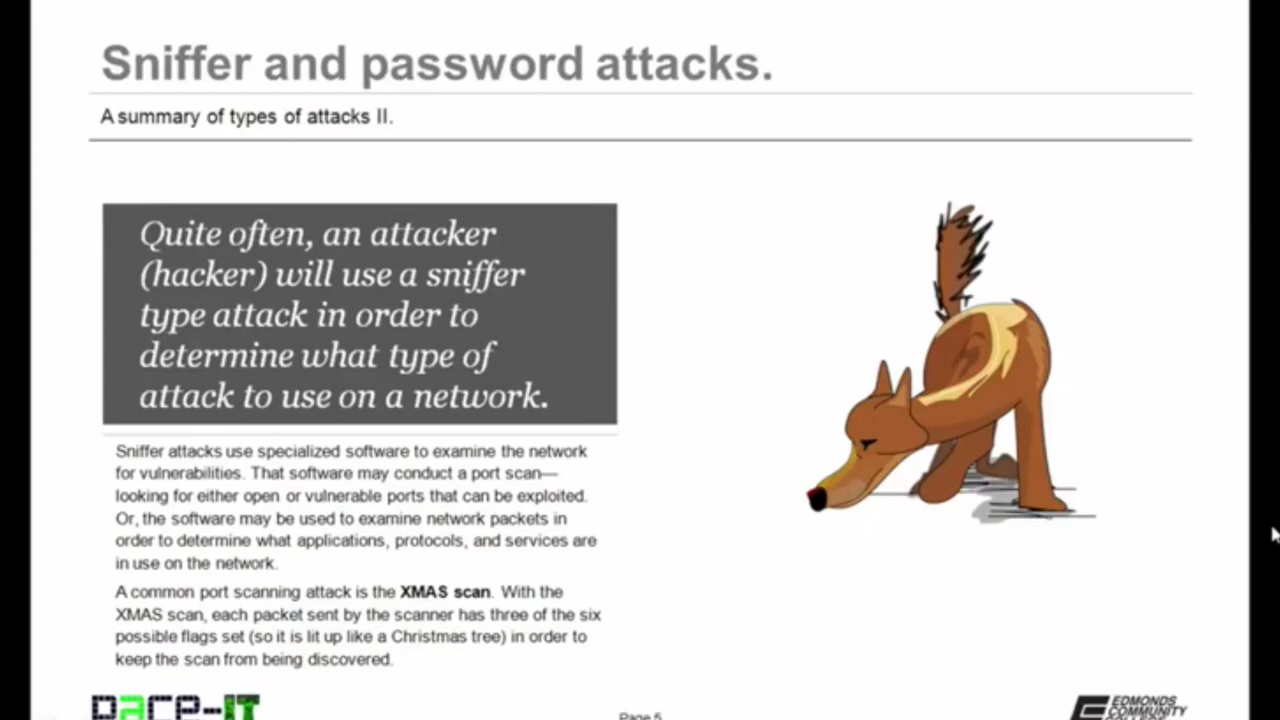 Sniffer and password attacks.
A summary of types of attacks II.
Quite often, an attacker
(hacker) will use a sniffer
type attack in order to
determine what type of
attack to use on a network.
Sniffer attacks use specialized software to examine the network
for vulnerabilities. That software may conduct a port scan—
looking for either open or vulnerable ports that can be exploited.
Or, the software may be used to examine network packets in
order to determine what applications, protocols, and services are
in use on the network.
A common port scanning attack is the XMAS scan. With the
XMAS scan, each packet sent by the scanner has three of the six
possible flags set (so it is lit up like a Christmas tree) in order to
keep the scan from being discovered.
PACE-IT
Page 5
EDMONDS
COMMUNITY